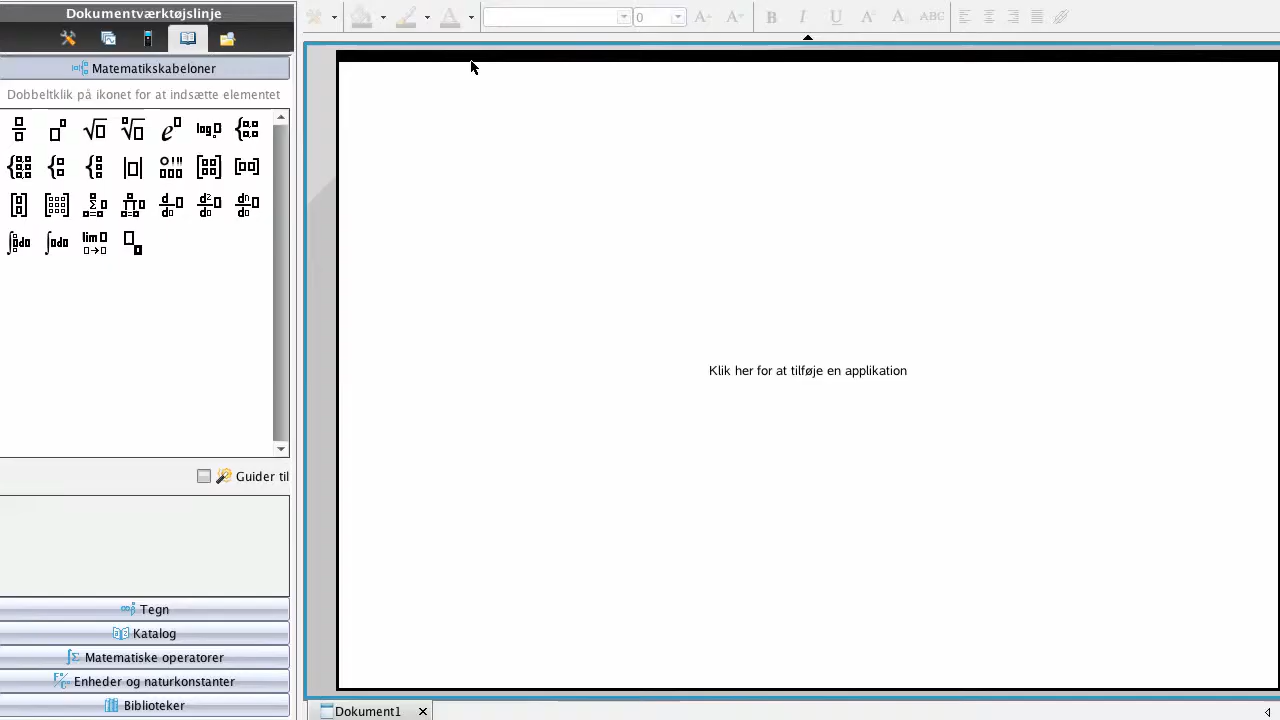 Dokumentværktøjslinje
Matematikskabeloner
Dobbeltklik på ikonet for at indsætte elementet
Guider til
Tegn
Katalog
Matematiske operatorer
Enheder og naturkonstanter
Biblioteker
0
Klik her for at tilføje en applikation
Dokument1